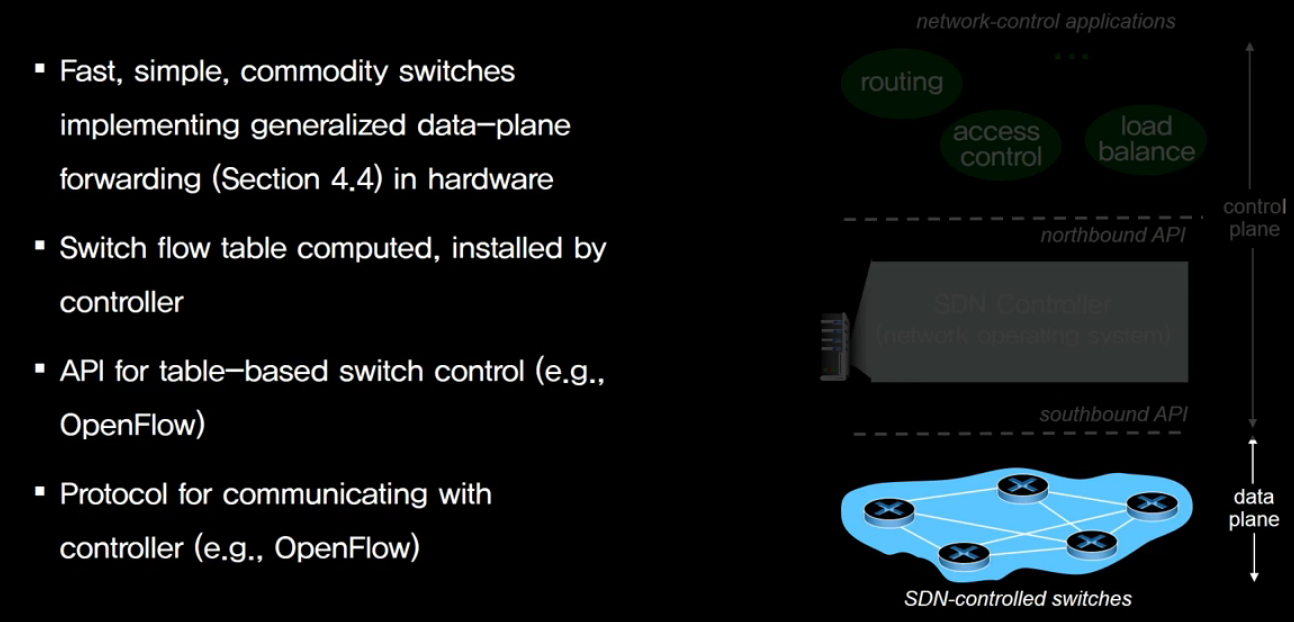 ▪ Fast, simple, commodity switches
implementing generalized data-plane
forwarding (Section 4.4) in hardware
▪ Switch flow table computed, installed by
controller
▪ API for table-based switch control (e.g.,
OpenFlow)
▪ Protocol for communicating with
controller (e.g., OpenFlow)
network-control applications
routing
...
access
control
load
balance
control
plane
northbound API
SDN Controller
(network operating system)
southbound API
data
plane
SDN-controlled switches